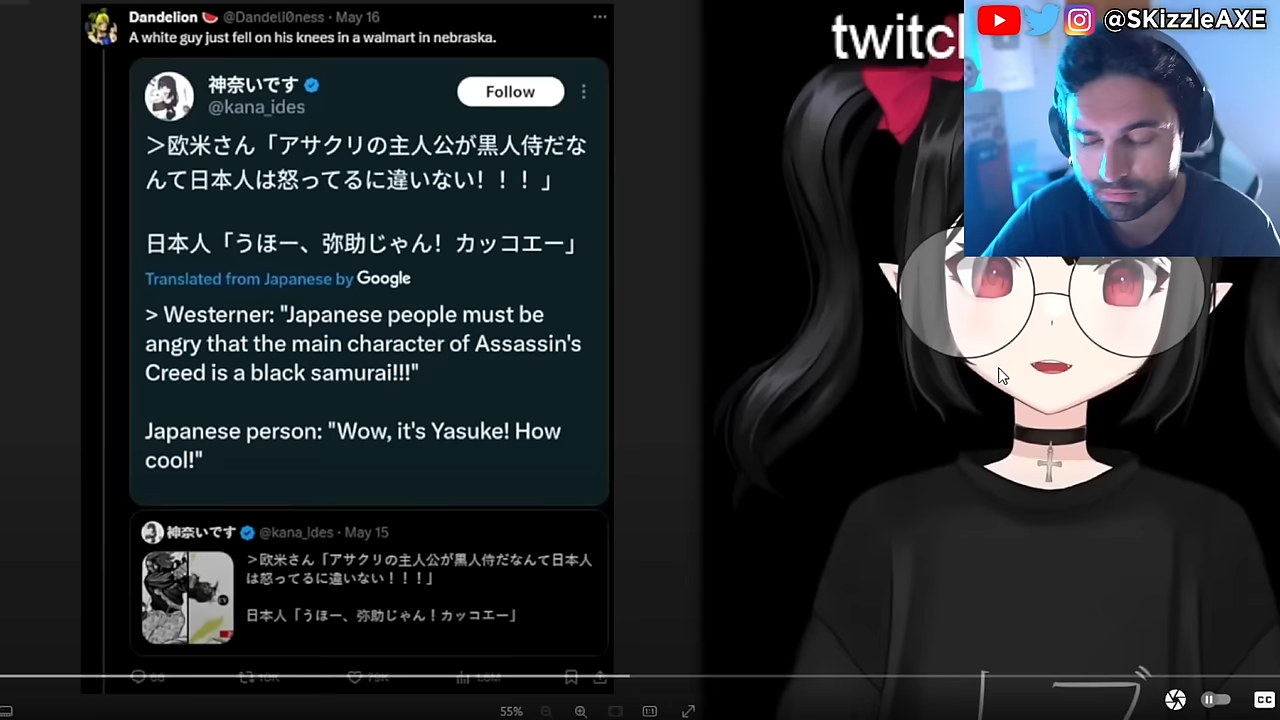 Dandelion 🍉 @Dandeli0ness · May 16
A white guy just fell on his knees in a walmart in nebraska.
神奈いです
@kana_ides
Follow
＞欧米さん「アサクリの主人公が黒人侍だな
んて日本人は怒ってるに違いない！！！」
日本人「うほー、弥助じゃん！カッコエー」
Translated from Japanese by Google
> Westerner: "Japanese people must be
angry that the main character of Assassin's
Creed is a black samurai!!!"
Japanese person: "Wow, it's Yasuke! How
cool!"
神奈いです @kana_ides · May 15
＞欧米さん「アサクリの主人公が黒人侍だなんて日本人
は怒ってるに違いない！！！」
日本人「うほー、弥助じゃん！カッコエー」
55%
1:1
twitc
@SKizzleAXE
CC